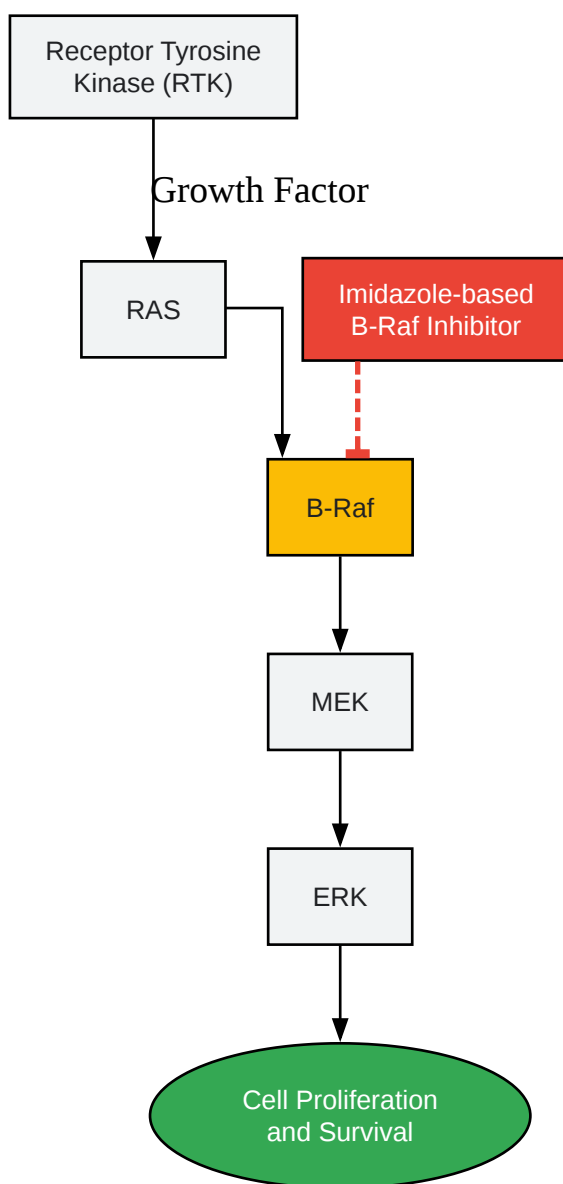 Receptor Tyrosine
Kinase (RTK)
Growth Factor
RAS
Imidazole-based
B-Raf Inhibitor
B-Raf
MEK
ERK
Cell Proliferation
and Survival